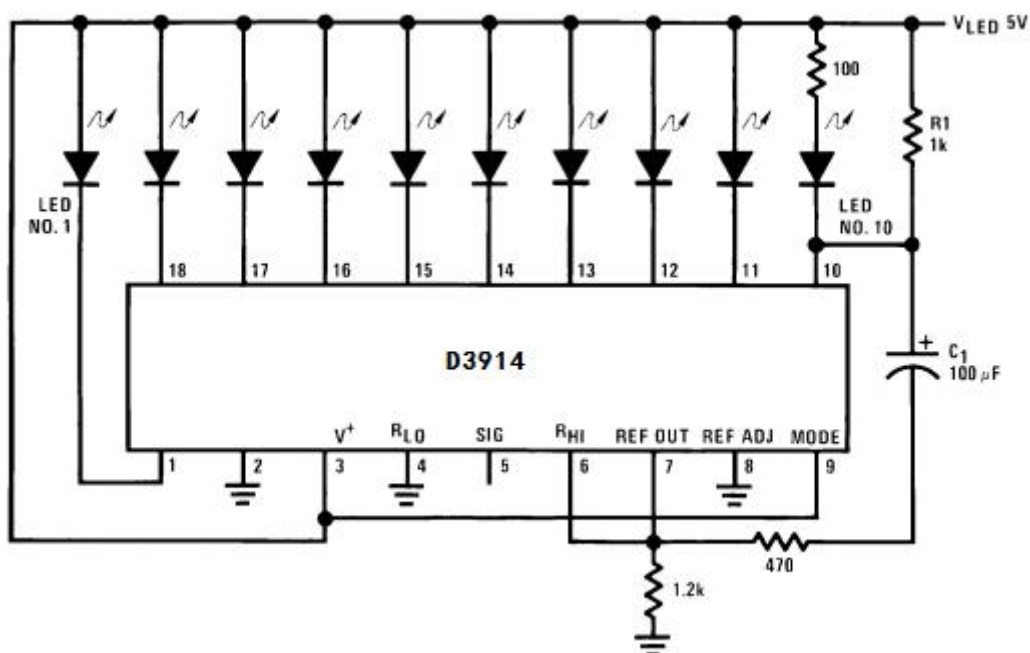 V_LED 5V
100
R1
1k
LED
NO. 1
LED
NO. 10
18 17 16 15 14 13 12 11 10
+
C1
100 µF
D3914
V+ RLO SIG RHI REF OUT REF ADJ MODE
1 2 3 4 5 6 7 8 9
470
1.2k